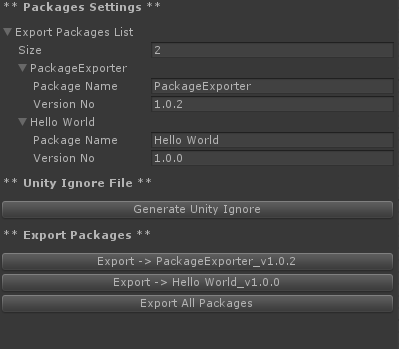 ** Packages Settings **
Export Packages List
Size 2
PackageExporter
Package Name PackageExporter
Version No 1.0.2
Hello World
Package Name Hello World
Version No 1.0.0
** Unity Ignore File **
Generate Unity Ignore
** Export Packages **
Export -> PackageExporter_v1.0.2
Export -> Hello World_v1.0.0
Export All Packages